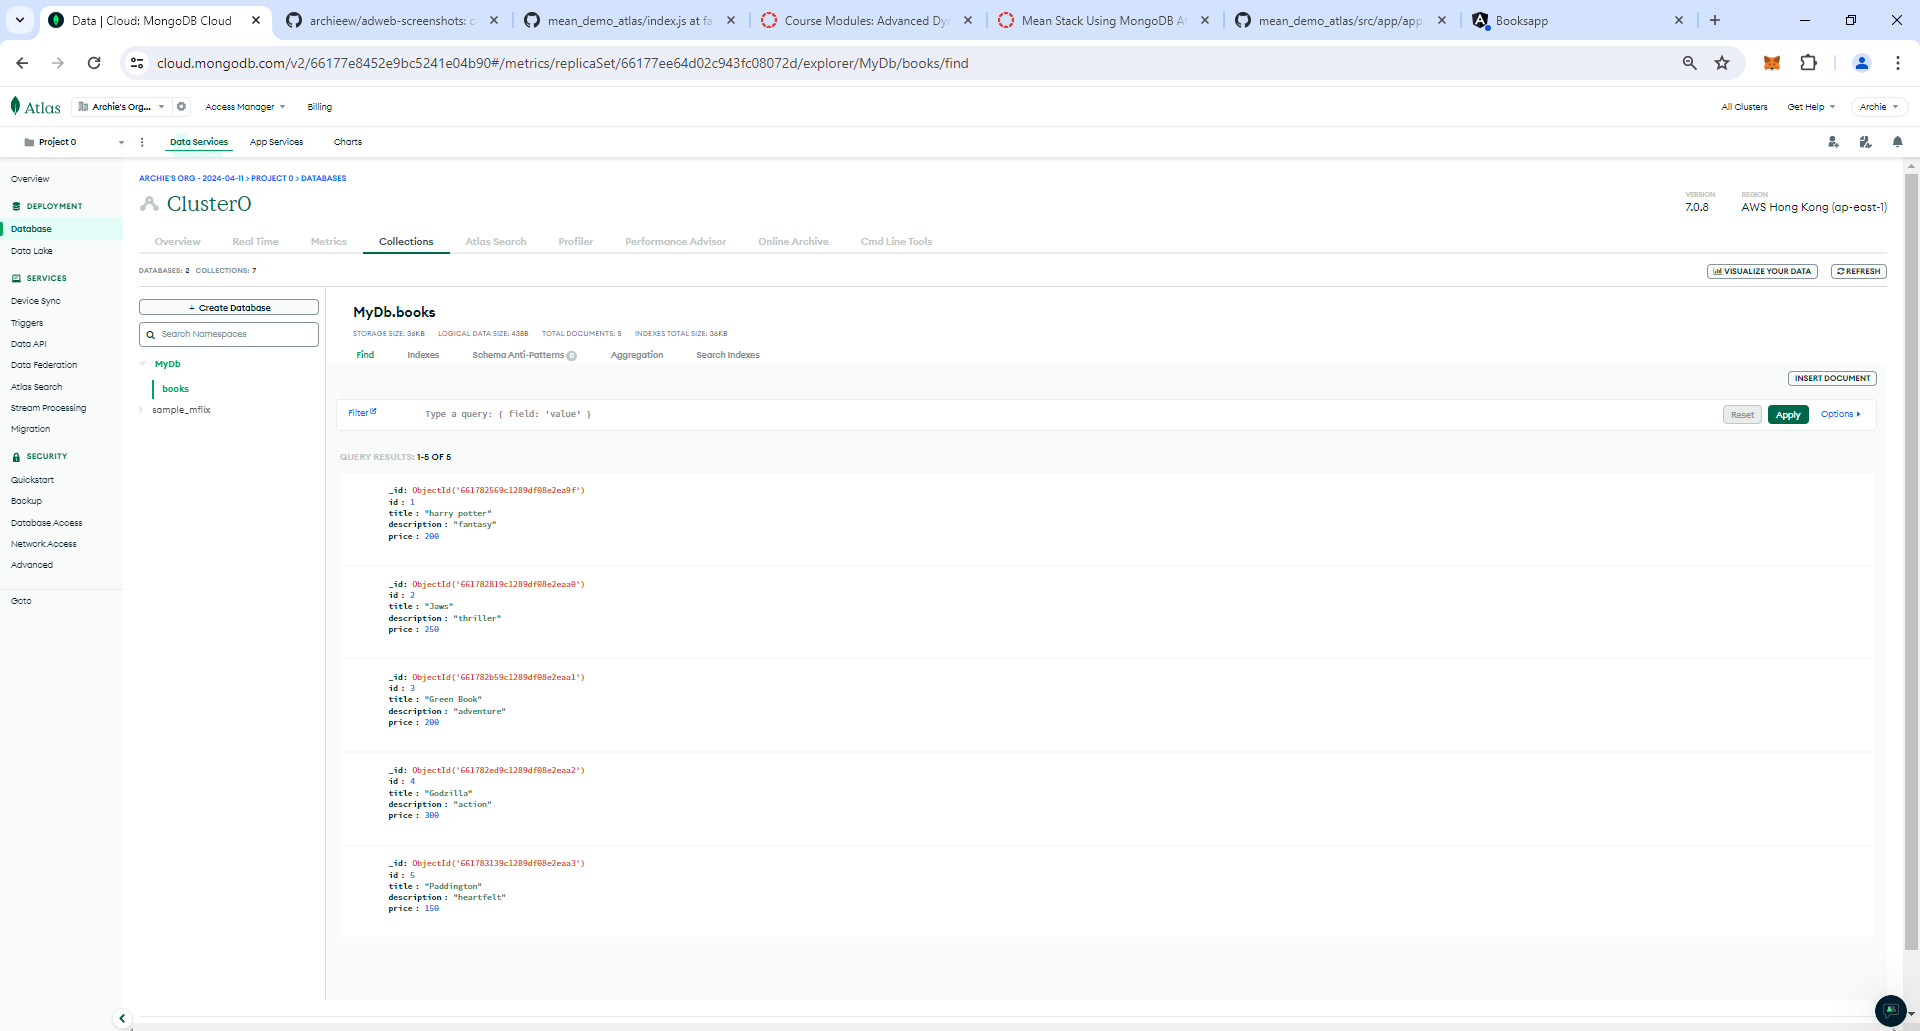 Data | Cloud: MongoDB Cloud
archieew/adweb-screenshots: c
mean_demo_atlas/index.js at fa
Course Modules: Advanced Dyn
Mean Stack Using MongoDB At
mean_demo_atlas/src/app/app
Booksapp
cloud.mongodb.com/v2/66177e8452e9bc5241e04b90#/metrics/replicaSet/66177ee64d02c943fc08072d/explorer/MyDb/books/find
Atlas
Archie's Org...
Access Manager
Billing
All Clusters
Get Help
Archie
Project 0
Data Services
App Services
Charts
Overview
DEPLOYMENT
Database
Data Lake
SERVICES
Device Sync
Triggers
Data API
Data Federation
Atlas Search
Stream Processing
Migration
SECURITY
Quickstart
Backup
Database Access
Network Access
Advanced
Goto
ARCHIE'S ORG - 2024-04-11 > PROJECT 0 > DATABASES
Cluster0
VERSION
7.0.8
REGION
AWS Hong Kong (ap-east-1)
Overview
Real Time
Metrics
Collections
Atlas Search
Profiler
Performance Advisor
Online Archive
Cmd Line Tools
DATABASES: 2 COLLECTIONS: 7
VISUALIZE YOUR DATA
REFRESH
+ Create Database
Search Namespaces
MyDb
books
sample_mflix
MyDb.books
STORAGE SIZE: 36KB LOGICAL DATA SIZE: 438B TOTAL DOCUMENTS: 5 INDEXES TOTAL SIZE: 36KB
Find
Indexes
Schema Anti-Patterns 0
Aggregation
Search Indexes
INSERT DOCUMENT
Filter
Type a query: { field: 'value' }
Reset
Apply
Options
QUERY RESULTS: 1-5 OF 5
_id: ObjectId('661782569c1289df08e2ea9f')
id: 1
title: "harry potter"
description: "fantasy"
price: 200
_id: ObjectId('661782819c1289df08e2eaa0')
id: 2
title: "Jaws"
description: "thriller"
price: 250
_id: ObjectId('661782b59c1289df08e2eaa1')
id: 3
title: "Green Book"
description: "adventure"
price: 200
_id: ObjectId('661782ed9c1289df08e2eaa2')
id: 4
title: "Godzilla"
description: "action"
price: 300
_id: ObjectId('661783139c1289df08e2eaa3')
id: 5
title: "Paddington"
description: "heartfelt"
price: 150